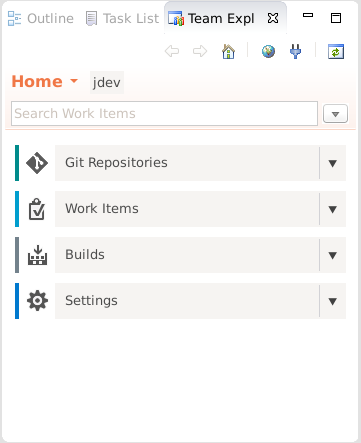 Outline Task List Team Expl
Home jdev
Search Work Items
Git Repositories
Work Items
Builds
Settings